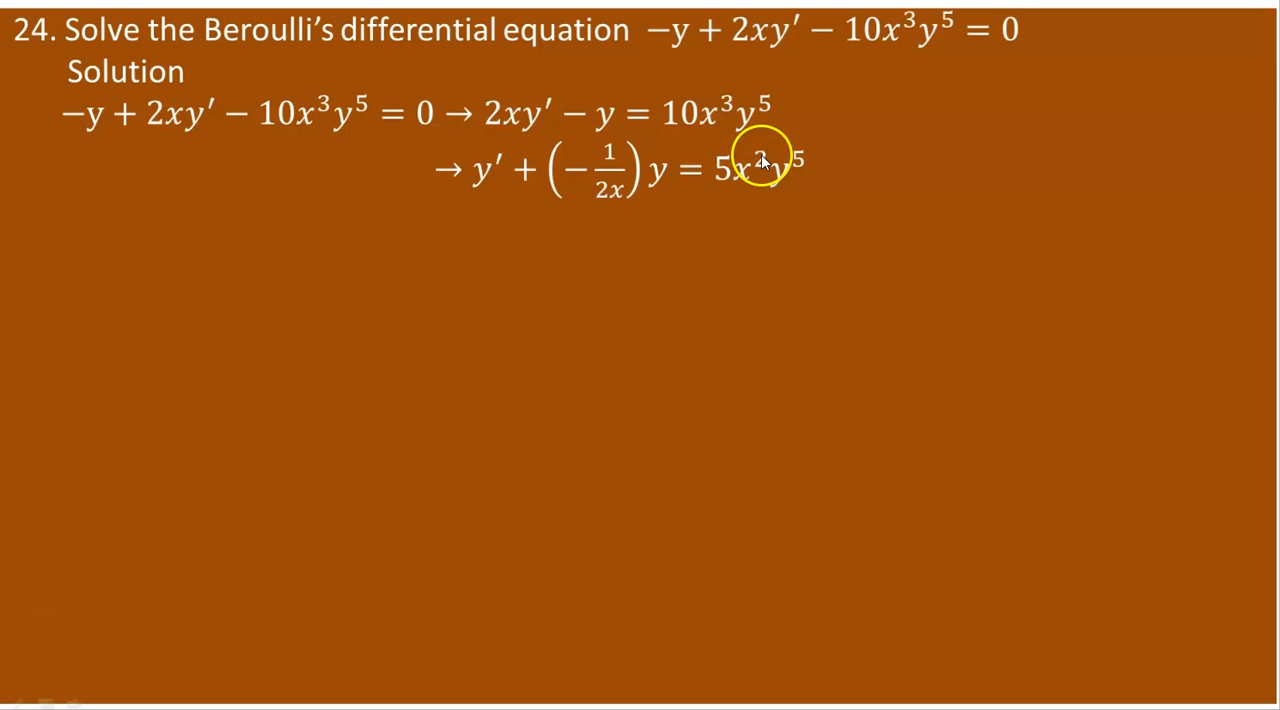 24. Solve the Beroulli's differential equation −y + 2xy′ − 10x³y⁵ = 0
Solution
−y + 2xy′ − 10x³y⁵ = 0 → 2xy′ − y = 10x³y⁵
→ y′ + (−1/2x) y = 5x²y⁵